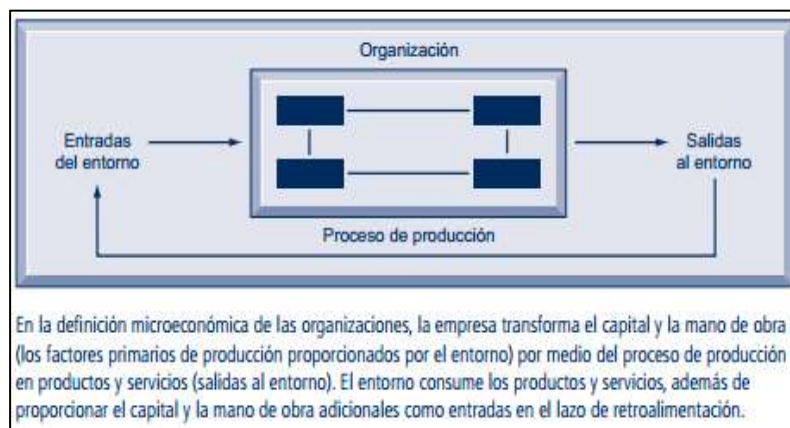 Organización
Entradas
del entorno
Salidas
al entorno
Proceso de producción
En la definición microeconómica de las organizaciones, la empresa transforma el capital y la mano de obra
(los factores primarios de producción proporcionados por el entorno) por medio del proceso de producción
en productos y servicios (salidas al entorno). El entorno consume los productos y servicios, además de
proporcionar el capital y la mano de obra adicionales como entradas en el lazo de retroalimentación.